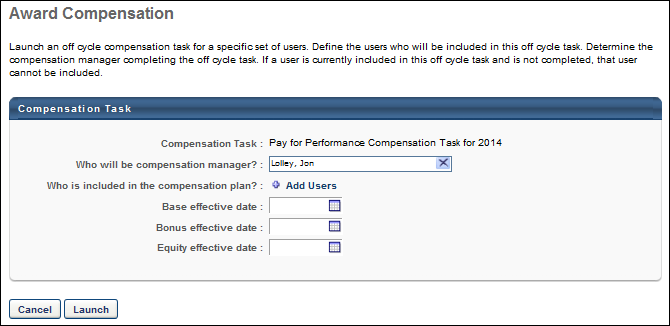 Award Compensation
Launch an off cycle compensation task for a specific set of users. Define the users who will be included in this off cycle task. Determine the
compensation manager completing the off cycle task. If a user is currently included in this off cycle task and is not completed, that user
cannot be included.
Compensation Task
Compensation Task : Pay for Performance Compensation Task for 2014
Who will be compensation manager? : Lolley, Jon
Who is included in the compensation plan? : Add Users
Base effective date :
Bonus effective date :
Equity effective date :
Cancel Launch